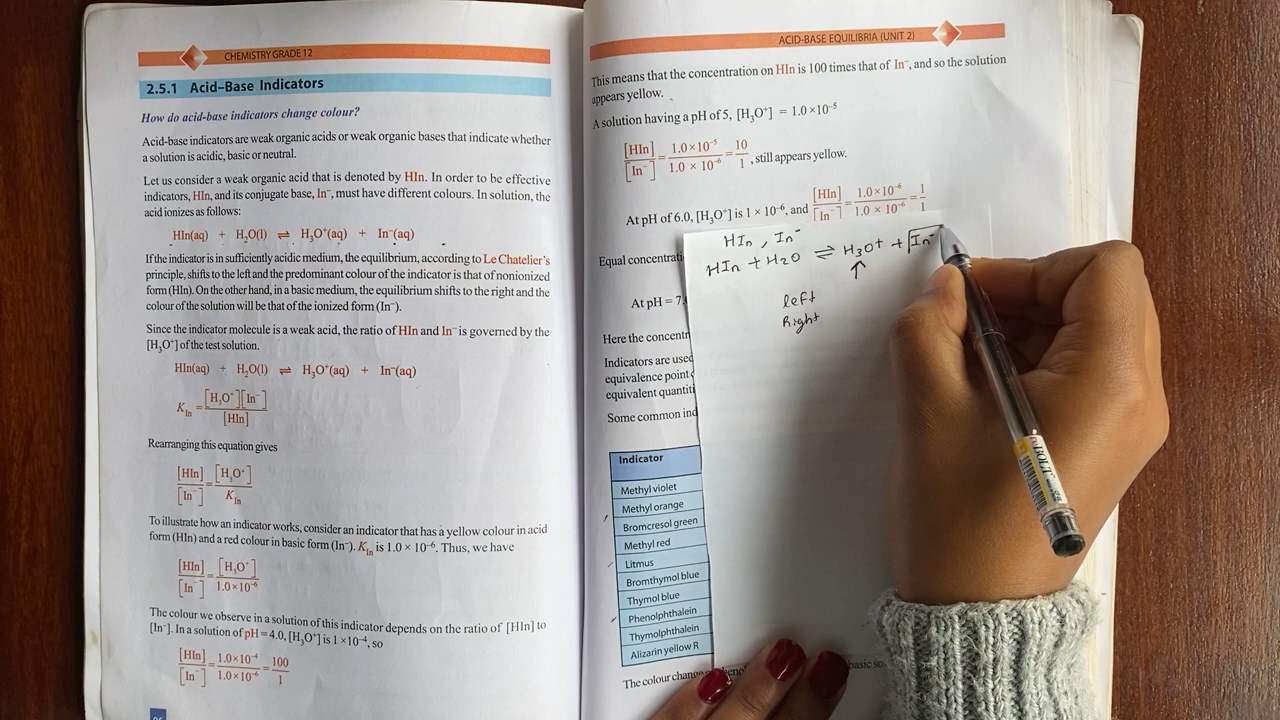 CHEMISTRY GRADE 12
2.5.1 Acid–Base Indicators
How do acid-base indicators change colour?
Acid-base indicators are weak organic acids or weak organic bases that indicate whether
a solution is acidic, basic or neutral.
Let us consider a weak organic acid that is denoted by HIn. In order to be effective
indicators, HIn, and its conjugate base, In⁻, must have different colours. In solution, the
acid ionizes as follows:
HIn(aq) + H₂O(l) ⇌ H₃O⁺(aq) + In⁻(aq)
If the indicator is in sufficiently acidic medium, the equilibrium, according to Le Chatelier's
principle, shifts to the left and the predominant colour of the indicator is that of nonionized
form (HIn). On the other hand, in a basic medium, the equilibrium shifts to the right and the
colour of the solution will be that of the ionized form (In⁻).
Since the indicator molecule is a weak acid, the ratio of HIn and In⁻ is governed by the
[H₃O⁺] of the test solution.
HIn(aq) + H₂O(l) ⇌ H₃O⁺(aq) + In⁻(aq)
K_In = [H₃O⁺][In⁻] / [HIn]
Rearranging this equation gives
[HIn] / [In⁻] = [H₃O⁺] / K_In
To illustrate how an indicator works, consider an indicator that has a yellow colour in acid
form (HIn) and a red colour in basic form (In⁻). K_In is 1.0 × 10⁻⁶. Thus, we have
[HIn] / [In⁻] = [H₃O⁺] / 1.0×10⁻⁶
The colour we observe in a solution of this indicator depends on the ratio of [HIn] to
[In⁻]. In a solution of pH = 4.0, [H₃O⁺] is 1 ×10⁻⁴, so
[HIn] / [In⁻] = 1.0×10⁻⁴ / 1.0×10⁻⁶ = 100 / 1
ACID-BASE EQUILIBRIA (UNIT 2)
This means that the concentration on HIn is 100 times that of In⁻, and so the solution
appears yellow.
A solution having a pH of 5, [H₃O⁺] = 1.0×10⁻⁵
[HIn] / [In⁻] = 1.0×10⁻⁵ / 1.0 × 10⁻⁶ = 10 / 1 , still appears yellow.
At pH of 6.0, [H₃O⁺] is 1 × 10⁻⁶, and [HIn] / [In⁻] = 1.0×10⁻⁶ / 1.0 × 10⁻⁶ = 1 / 1
Equal concentrati
At pH = 7.
Here the concentr
Indicators are used
equivalence point
equivalent quantiti
Some common ind
Indicator
Methyl violet
Methyl orange
Bromcresol green
Methyl red
Litmus
Bromthymol blue
Thymol blue
Phenolphthalein
Thymolphthalein
Alizarin yellow R
The colour change
basic so
HIn , In⁻
HIn + H₂O ⇌ H₃O⁺ + In⁻
↑
left
Right
BOLT